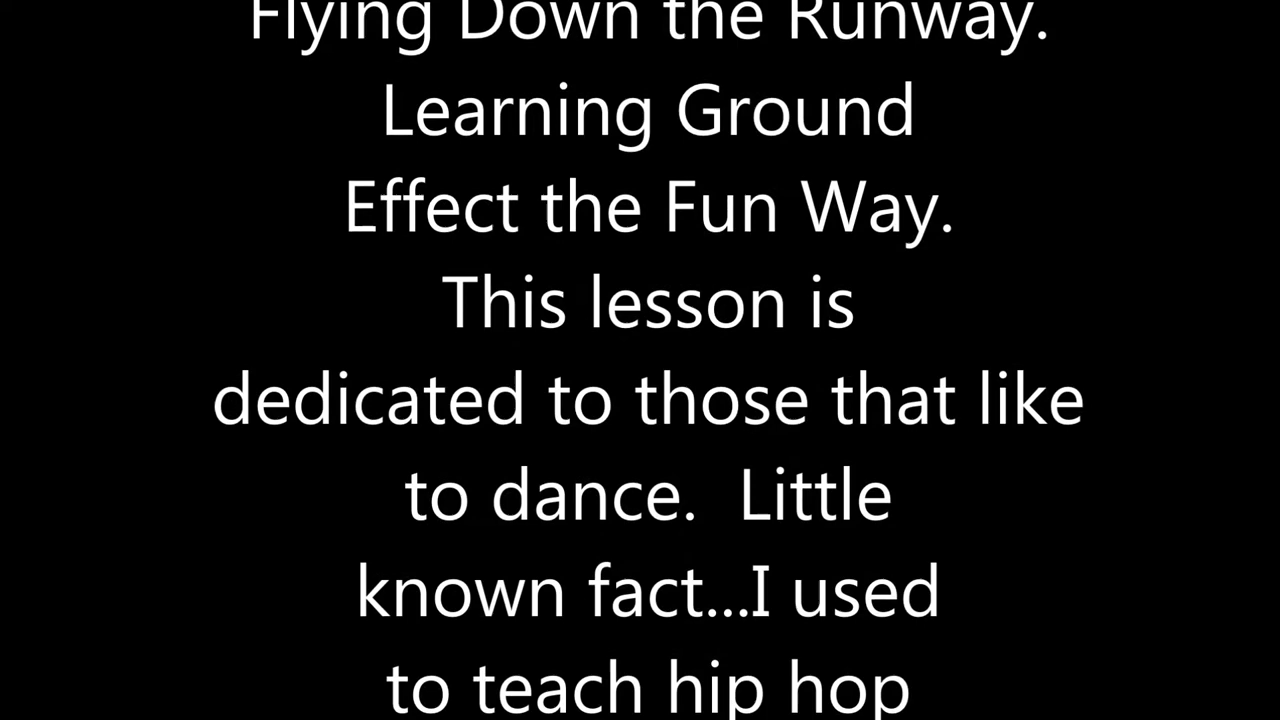 Flying Down the Runway.
Learning Ground
Effect the Fun Way.
This lesson is
dedicated to those that like
to dance.  Little
known fact...I used
to teach hip hop